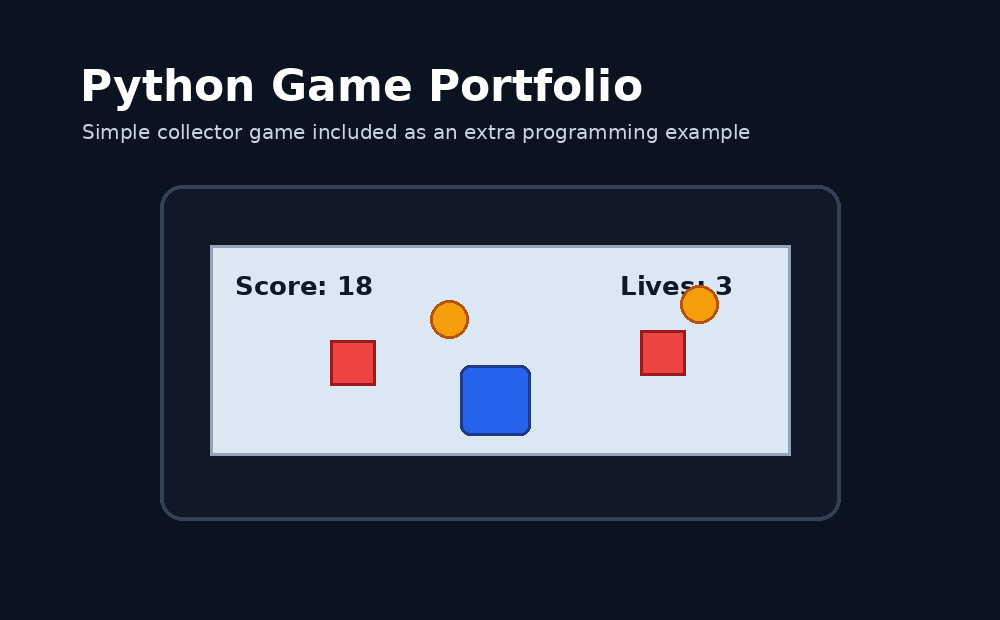 Python Game Portfolio
Simple collector game included as an extra programming example
Score: 18
Lives: 3